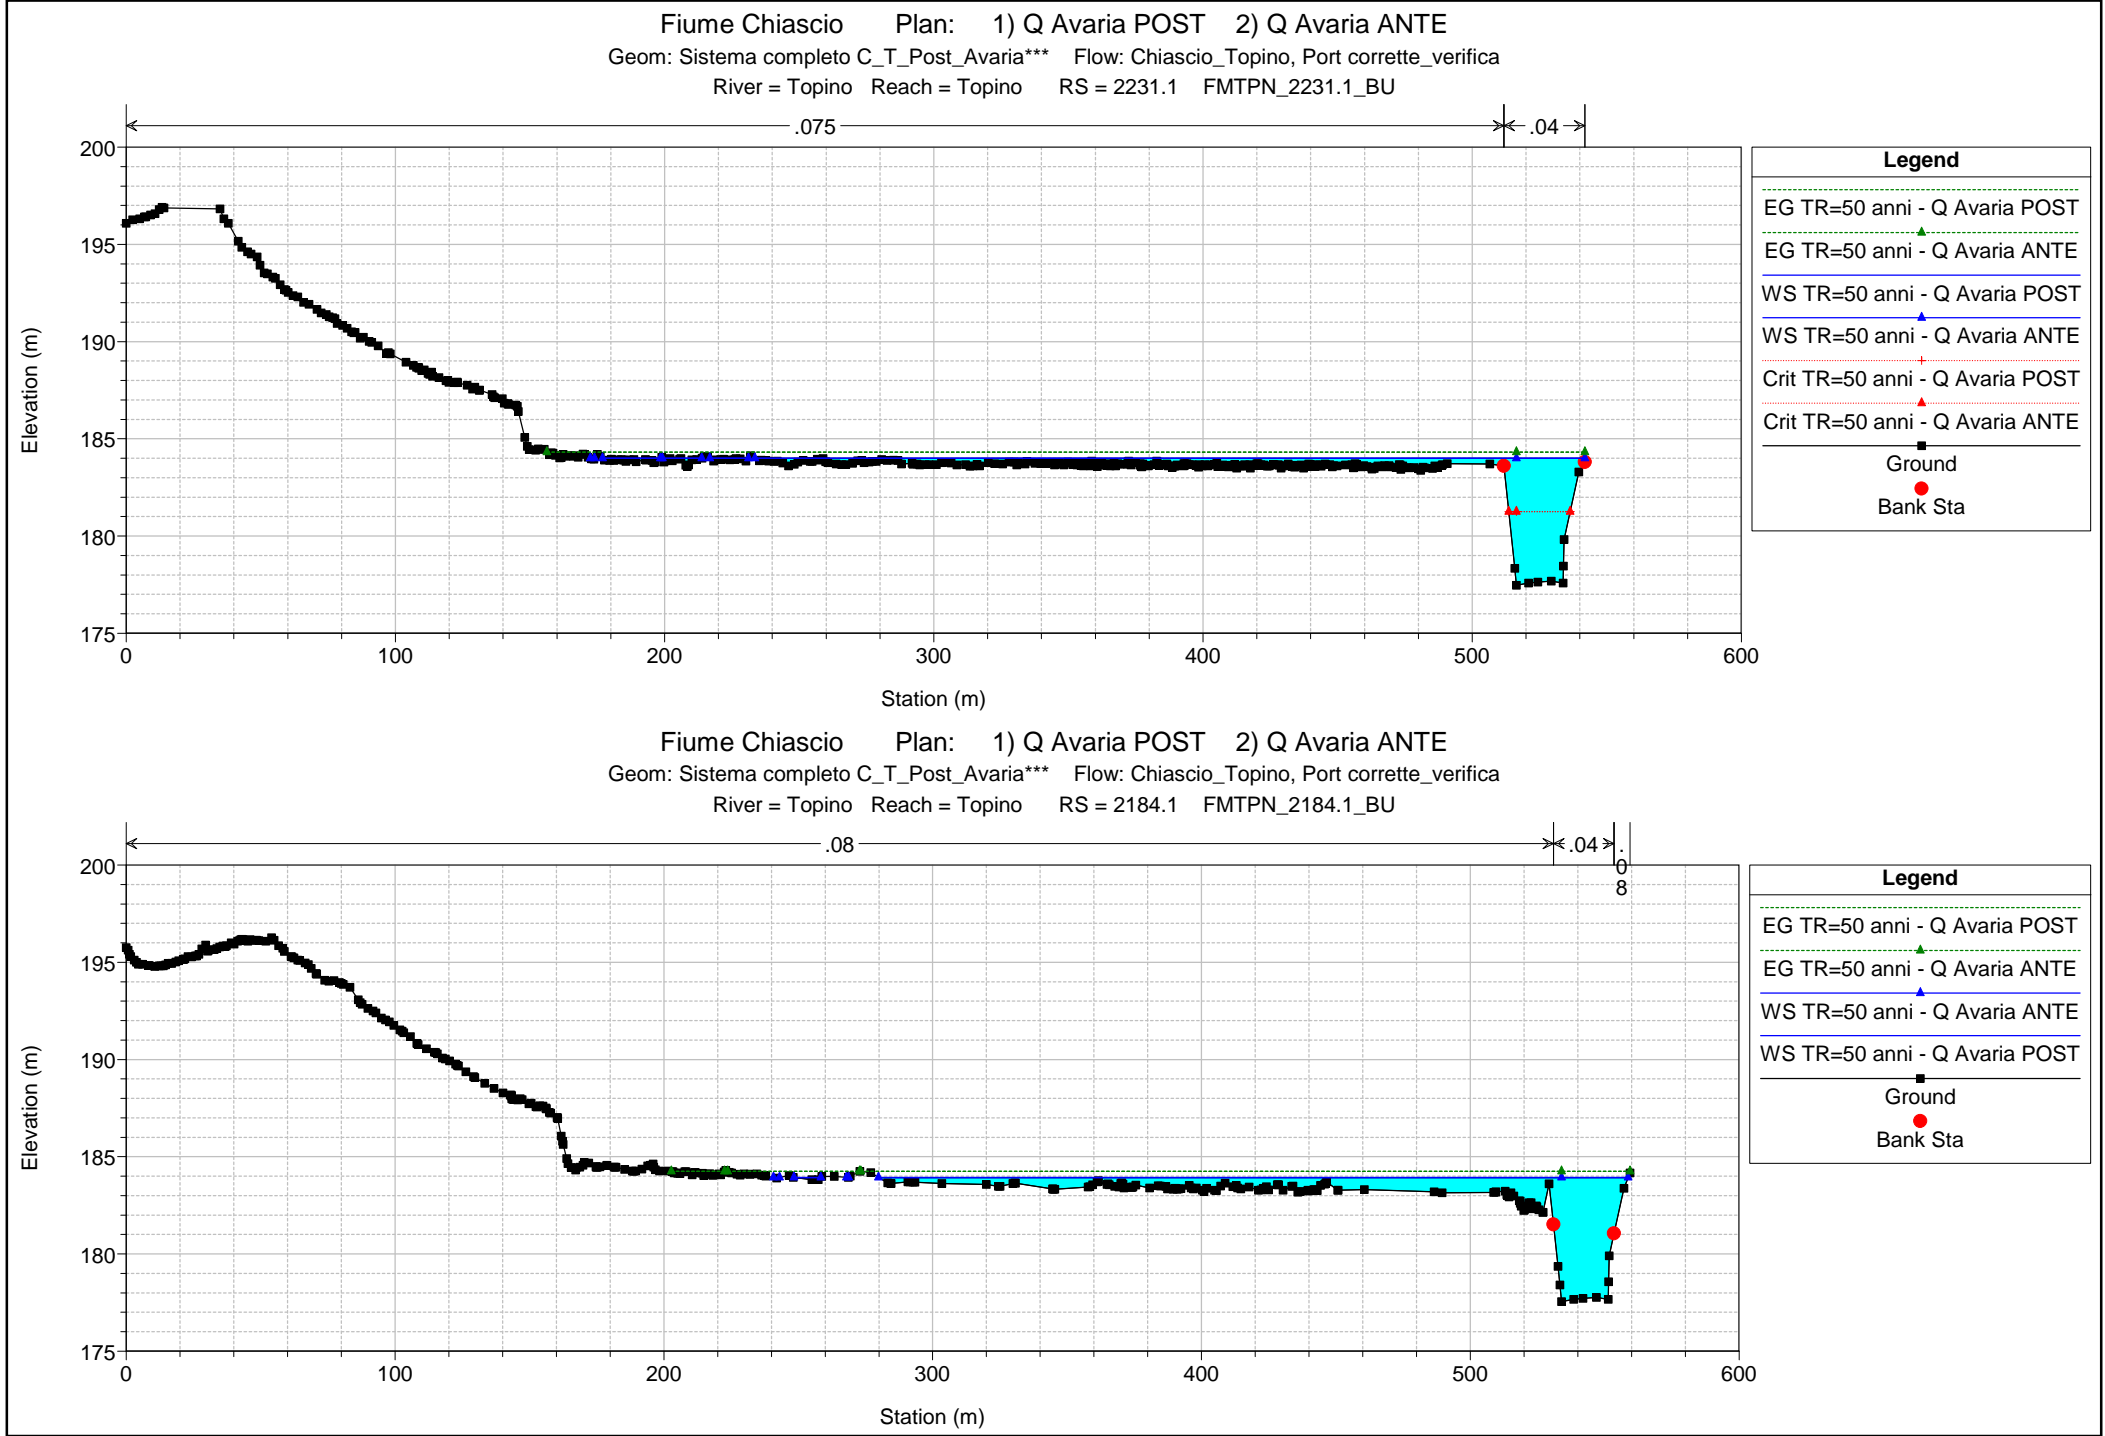 Fiume Chiascio Plan: 1) Q Avaria POST 2) Q Avaria ANTE
Geom: Sistema completo C_T_Post_Avaria*** Flow: Chiascio_Topino, Port corrette_verifica
River = Topino Reach = Topino RS = 2231.1 FMTPN_2231.1_BU
.075
.04
200
195
190
185
180
175
Elevation (m)
0 100 200 300 400 500 600
Station (m)
Legend
EG TR=50 anni - Q Avaria POST
EG TR=50 anni - Q Avaria ANTE
WS TR=50 anni - Q Avaria POST
WS TR=50 anni - Q Avaria ANTE
Crit TR=50 anni - Q Avaria POST
Crit TR=50 anni - Q Avaria ANTE
Ground
Bank Sta
Fiume Chiascio Plan: 1) Q Avaria POST 2) Q Avaria ANTE
Geom: Sistema completo C_T_Post_Avaria*** Flow: Chiascio_Topino, Port corrette_verifica
River = Topino Reach = Topino RS = 2184.1 FMTPN_2184.1_BU
.08
.04
.
0
8
200
195
190
185
180
175
Elevation (m)
0 100 200 300 400 500 600
Station (m)
Legend
EG TR=50 anni - Q Avaria POST
EG TR=50 anni - Q Avaria ANTE
WS TR=50 anni - Q Avaria ANTE
WS TR=50 anni - Q Avaria POST
Ground
Bank Sta